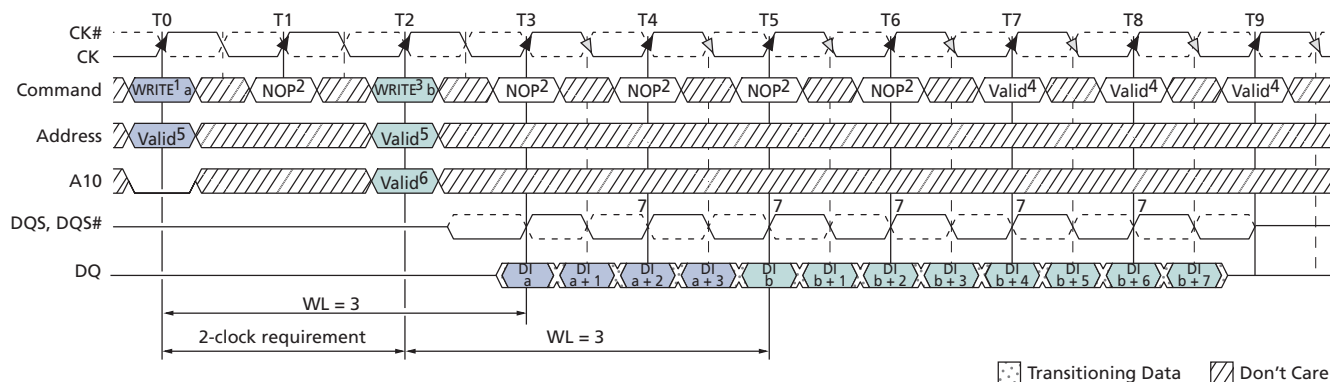 T0 T1 T2 T3 T4 T5 T6 T7 T8 T9
CK#
CK
Command WRITE1 a NOP2 WRITE3 b NOP2 NOP2 NOP2 NOP2 Valid4 Valid4 Valid4
Address Valid5 Valid5
A10 Valid6
7 7 7 7 7
DQS, DQS#
DQ DI a DI a + 1 DI a + 2 DI a + 3 DI b DI b + 1 DI b + 2 DI b + 3 DI b + 4 DI b + 5 DI b + 6 DI b + 7
WL = 3
2-clock requirement WL = 3
Transitioning Data Don't Care